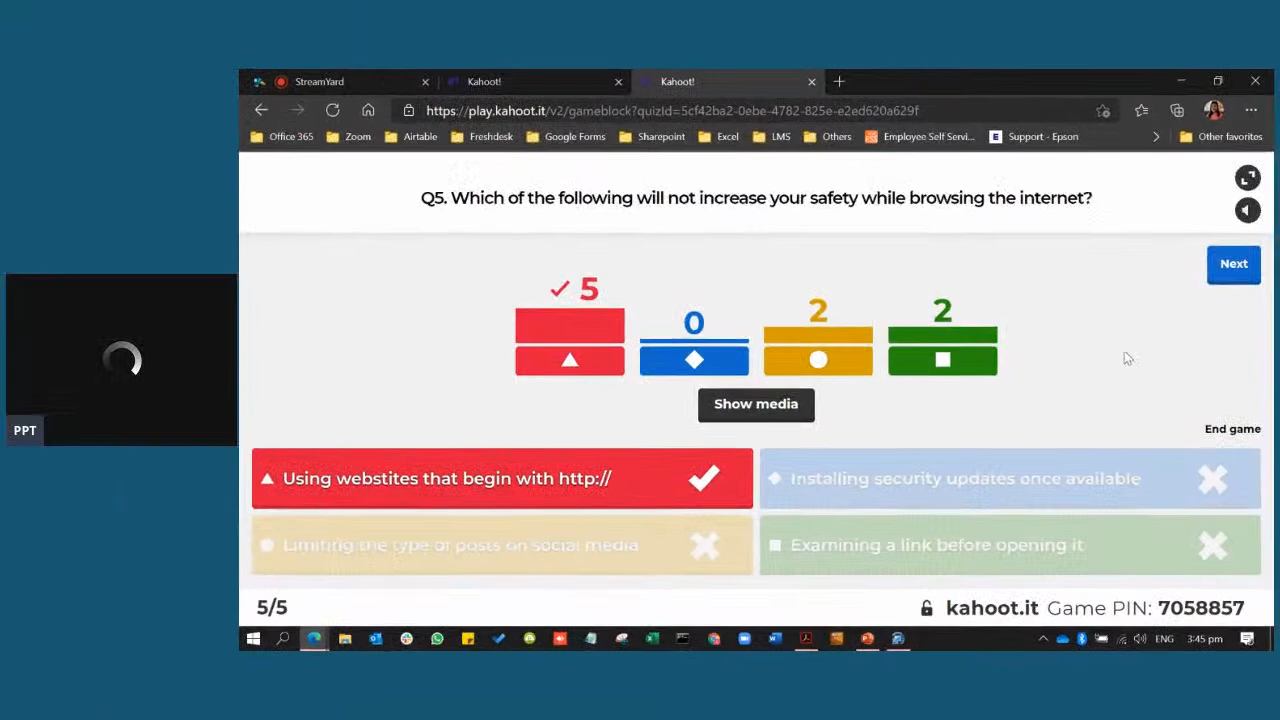 StreamYard
Kahoot!
Kahoot!
https://play.kahoot.it/v2/gameblock?quizId=5cf42ba2-0ebe-4782-825e-e2ed620a629f
Office 365
Zoom
Airtable
Freshdesk
Google Forms
Sharepoint
Excel
LMS
Others
Employee Self Servi...
E Support - Epson
Other favorites
Q5. Which of the following will not increase your safety while browsing the internet?
Next
5
0
2
2
Show media
End game
PPT
Using webstites that begin with http://
Installing security updates once available
Limiting the type of posts on social media
Examining a link before opening it
5/5
kahoot.it Game PIN: 7058857
ENG
3:45 pm